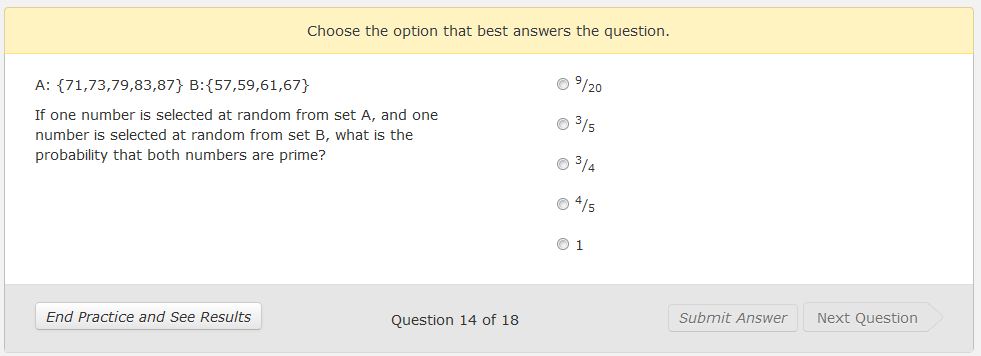 Choose the option that best answers the question.
A: {71,73,79,83,87} B:{57,59,61,67}
If one number is selected at random from set A, and one
number is selected at random from set B, what is the
probability that both numbers are prime?
9/20
3/5
3/4
4/5
1
End Practice and See Results
Question 14 of 18
Submit Answer
Next Question